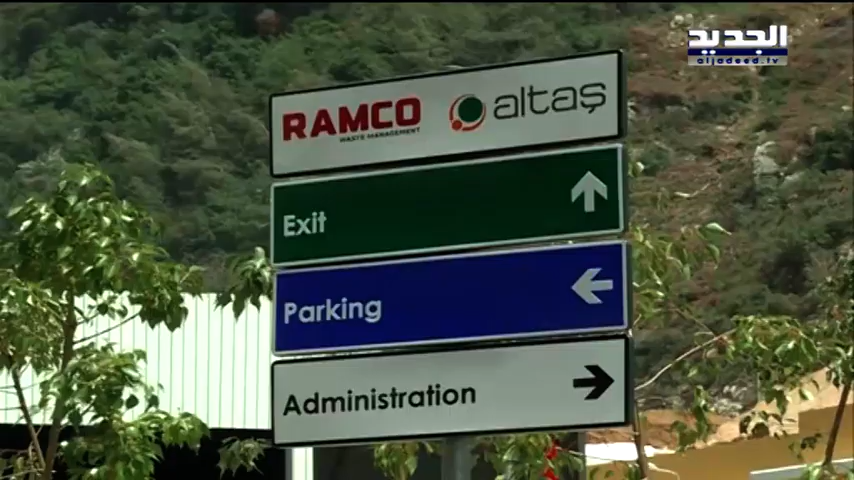 الجديد
aljadeed.tv
RAMCO altaş
WASTE MANAGEMENT
Exit
Parking
Administration